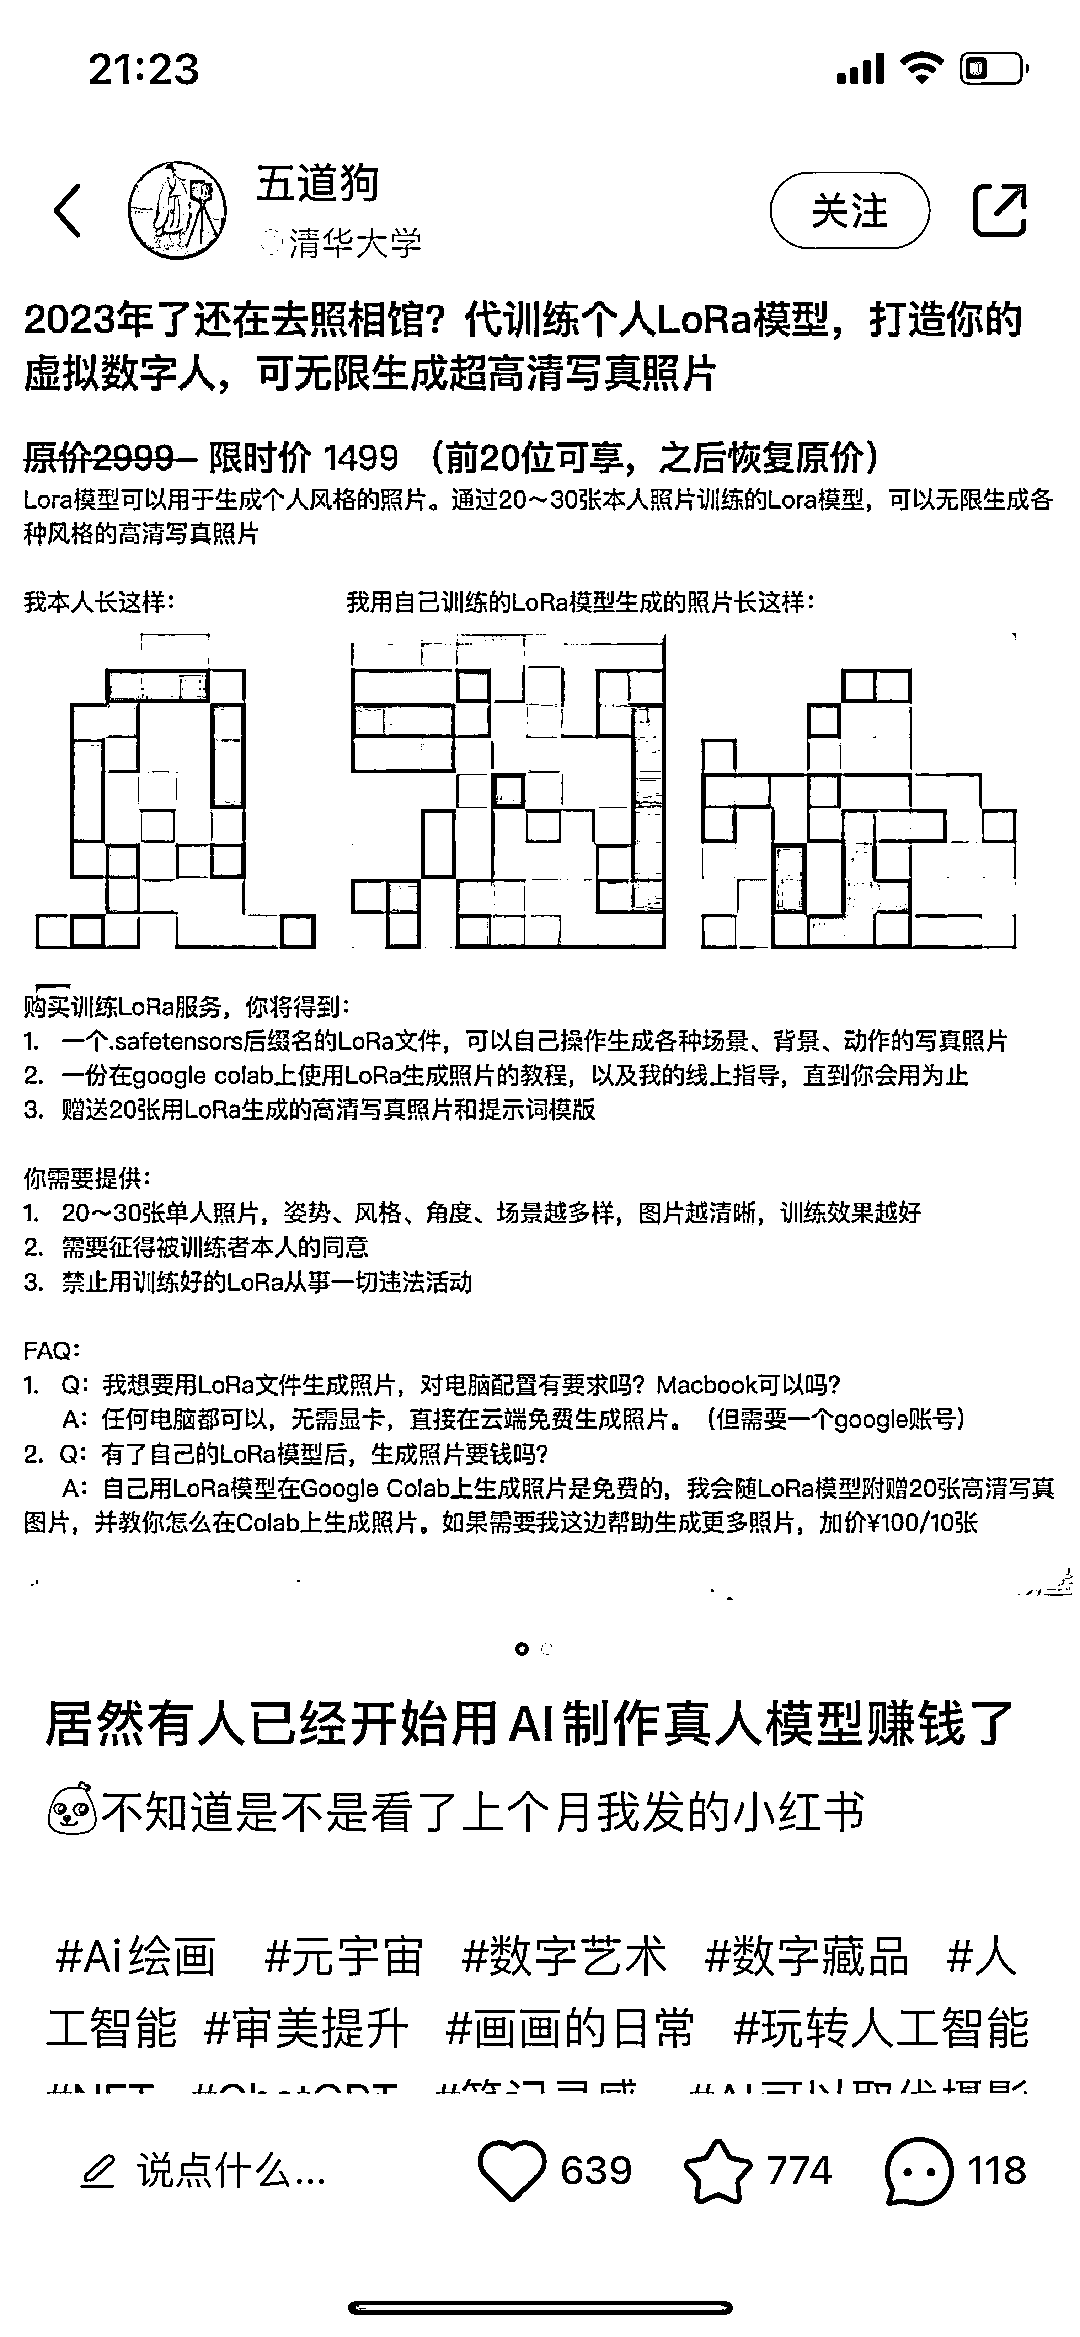 21:23
五道狗
清华大学
关注
2023年了还在去照相馆？代训练个人LoRa模型，打造你的
虚拟数字人，可无限生成超高清写真照片
原价2999 限时价 1499 （前20位可享，之后恢复原价）
Lora模型可以用于生成个人风格的照片。通过20～30张本人照片训练的Lora模型，可以无限生成各
种风格的高清写真照片
我本人长这样： 我用自己训练的LoRa模型生成的照片长这样：
购买训练LoRa服务，你将得到：
1. 一个.safetensors后缀名的LoRa文件，可以自己操作生成各种场景、背景、动作的写真照片
2. 一份在google colab上使用LoRa生成照片的教程，以及我的线上指导，直到你会用为止
3. 赠送20张用LoRa生成的高清写真照片和提示词模版
你需要提供：
1. 20～30张单人照片，姿势、风格、角度、场景越多样，图片越清晰，训练效果越好
2. 需要征得被训练者本人的同意
3. 禁止用训练好的LoRa从事一切违法活动
FAQ：
1. Q：我想要用LoRa文件生成照片，对电脑配置有要求吗？Macbook可以吗？
A：任何电脑都可以，无需显卡，直接在云端免费生成照片。（但需要一个google账号）
2. Q：有了自己的LoRa模型后，生成照片要钱吗？
A：自己用LoRa模型在Google Colab上生成照片是免费的，我会随LoRa模型附赠20张高清写真
图片，并教你怎么在Colab上生成照片。如果需要我这边帮助生成更多照片，加价¥100/10张
居然有人已经开始用AI制作真人模型赚钱了
不知道是不是看了上个月我发的小红书
#Ai绘画 #元宇宙 #数字艺术 #数字藏品 #人
工智能 #审美提升 #画画的日常 #玩转人工智能
#NFT #ChatGPT #笔记灵感 #AI可以取代摄影
说点什么... 639 774 118